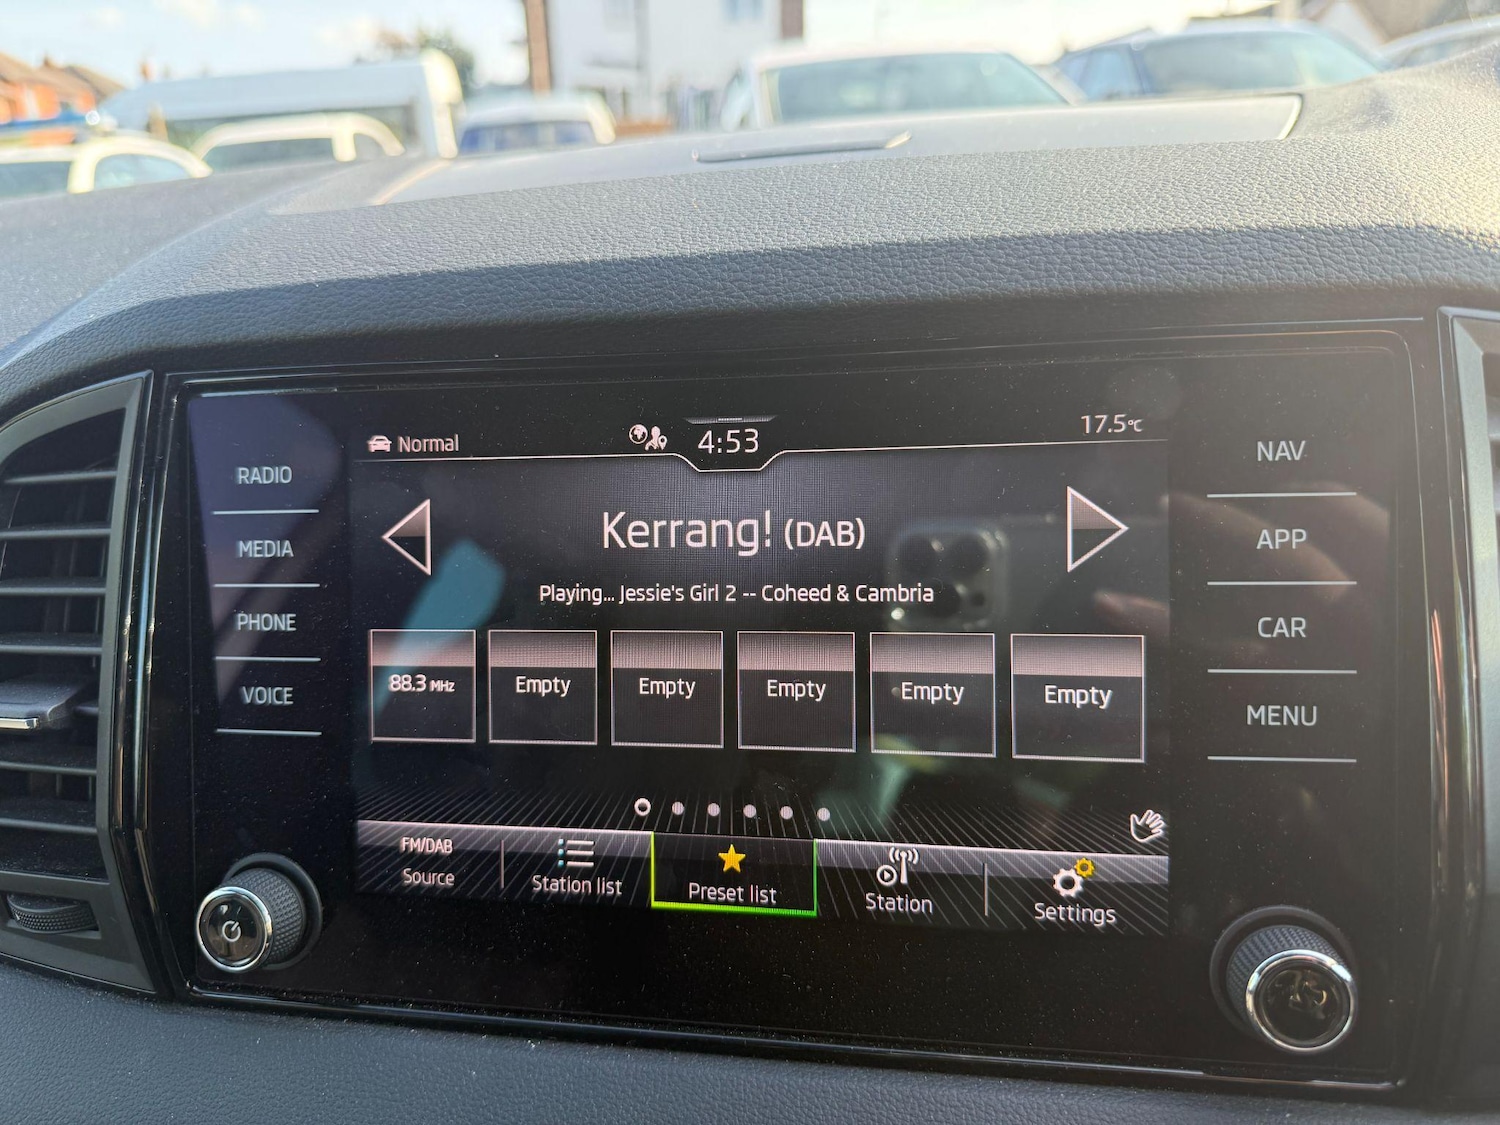 Normal
4:53
17.5°C
RADIO
MEDIA
PHONE
VOICE
Kerrang! (DAB)
Playing... Jessie's Girl 2 -- Coheed & Cambria
88.3 MHz
Empty
Empty
Empty
Empty
Empty
FM/DAB
Source
Station list
Preset list
Station
Settings
NAV
APP
CAR
MENU